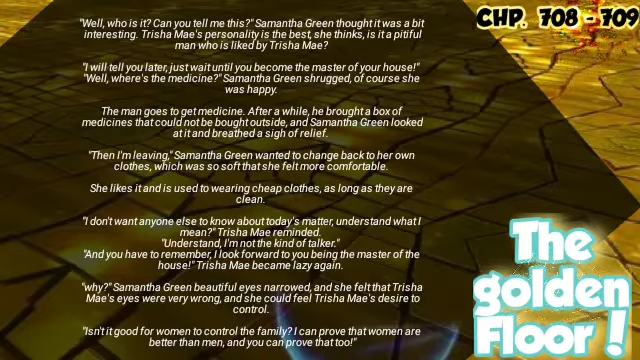 CHP. 708 - 709
"Well, who is it? Can you tell me this?" Samantha Green thought it was a bit
interesting. Trisha Mae's personality is the best, she thinks, is it a pitiful
man who is liked by Trisha Mae?
"I will tell you later, just wait until you become the master of your house!"
"Well, where's the medicine?" Samantha Green shrugged, of course she
was happy.
The man goes to get medicine. After a while, he brought a box of
medicines that could not be bought outside, and Samantha Green looked
at it and breathed a sigh of relief.
"Then I'm leaving," Samantha Green wanted to change back to her own
clothes, which was so soft that she felt more comfortable.
She likes it and is used to wearing cheap clothes, as long as they are
clean.
"I don't want anyone else to know about today's matter, understand what I
mean?" Trisha Mae reminded.
"Understand, I'm not the kind of talker."
"And you have to remember, I look forward to you being the master of the
house!" Trisha Mae became lazy again.
"why?" Samantha Green beautiful eyes narrowed, and she felt that Trisha
Mae's eyes were very wrong, and she could feel Trisha Mae's desire to
control.
"Isn't it good for women to control the family? I can prove that women are
better than men, and you can prove that too!"
The
golden
Floor !